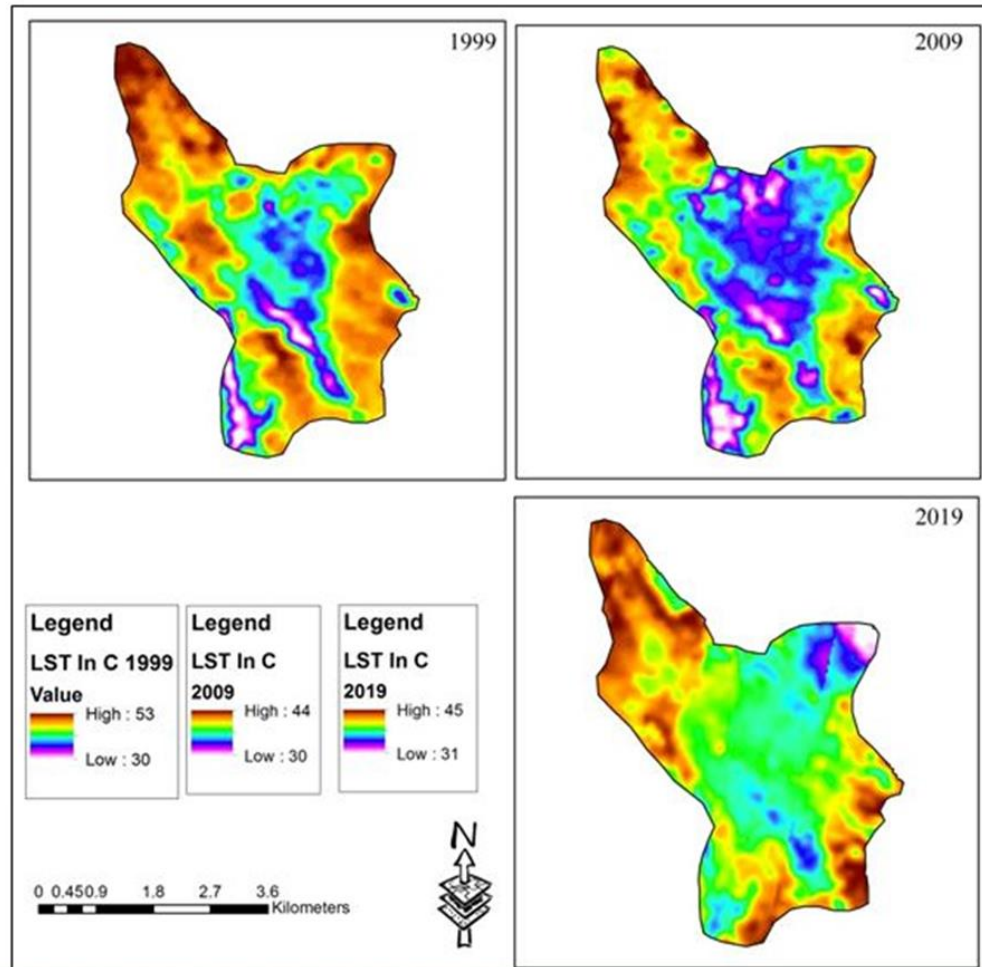 1999
2009
2019
Legend
LST In C 1999
Value
High : 53
Low : 30
Legend
LST In C
2009
High : 44
Low : 30
Legend
LST In C
2019
High : 45
Low : 31
N
0 0.450.9 1.8 2.7 3.6
Kilometers